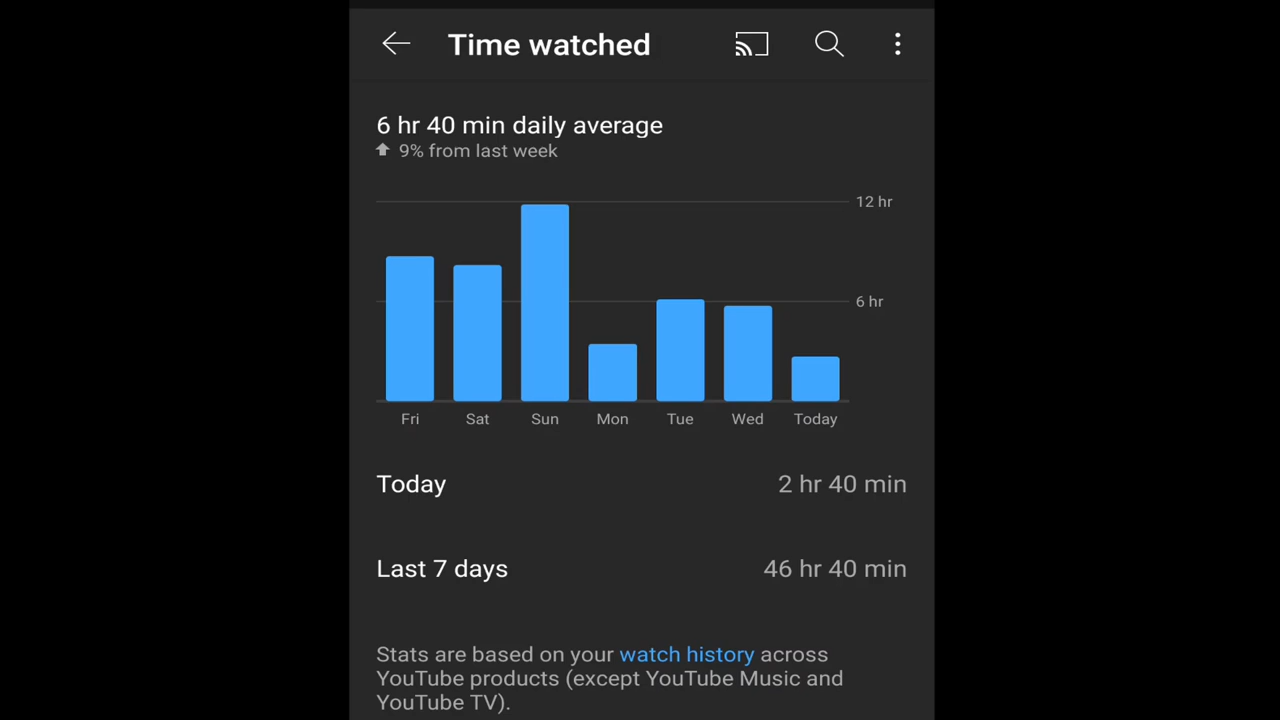 Time watched
6 hr 40 min daily average
9% from last week
12 hr
6 hr
Fri Sat Sun Mon Tue Wed Today
Today 2 hr 40 min
Last 7 days 46 hr 40 min
Stats are based on your watch history across
YouTube products (except YouTube Music and
YouTube TV).